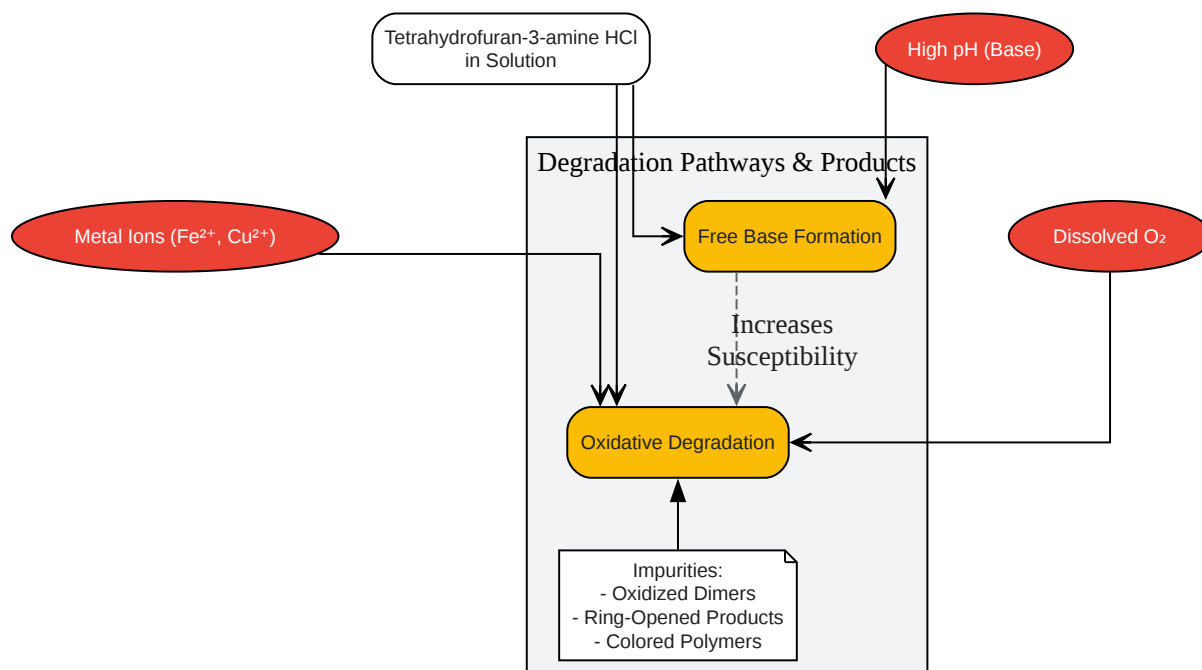 Tetrahydrofuran-3-amine HCl
in Solution
High pH (Base)
Degradation Pathways & Products
Metal Ions (Fe²⁺, Cu²⁺)
Free Base Formation
Dissolved O₂
Increases
Susceptibility
Oxidative Degradation
Impurities:
- Oxidized Dimers
- Ring-Opened Products
- Colored Polymers